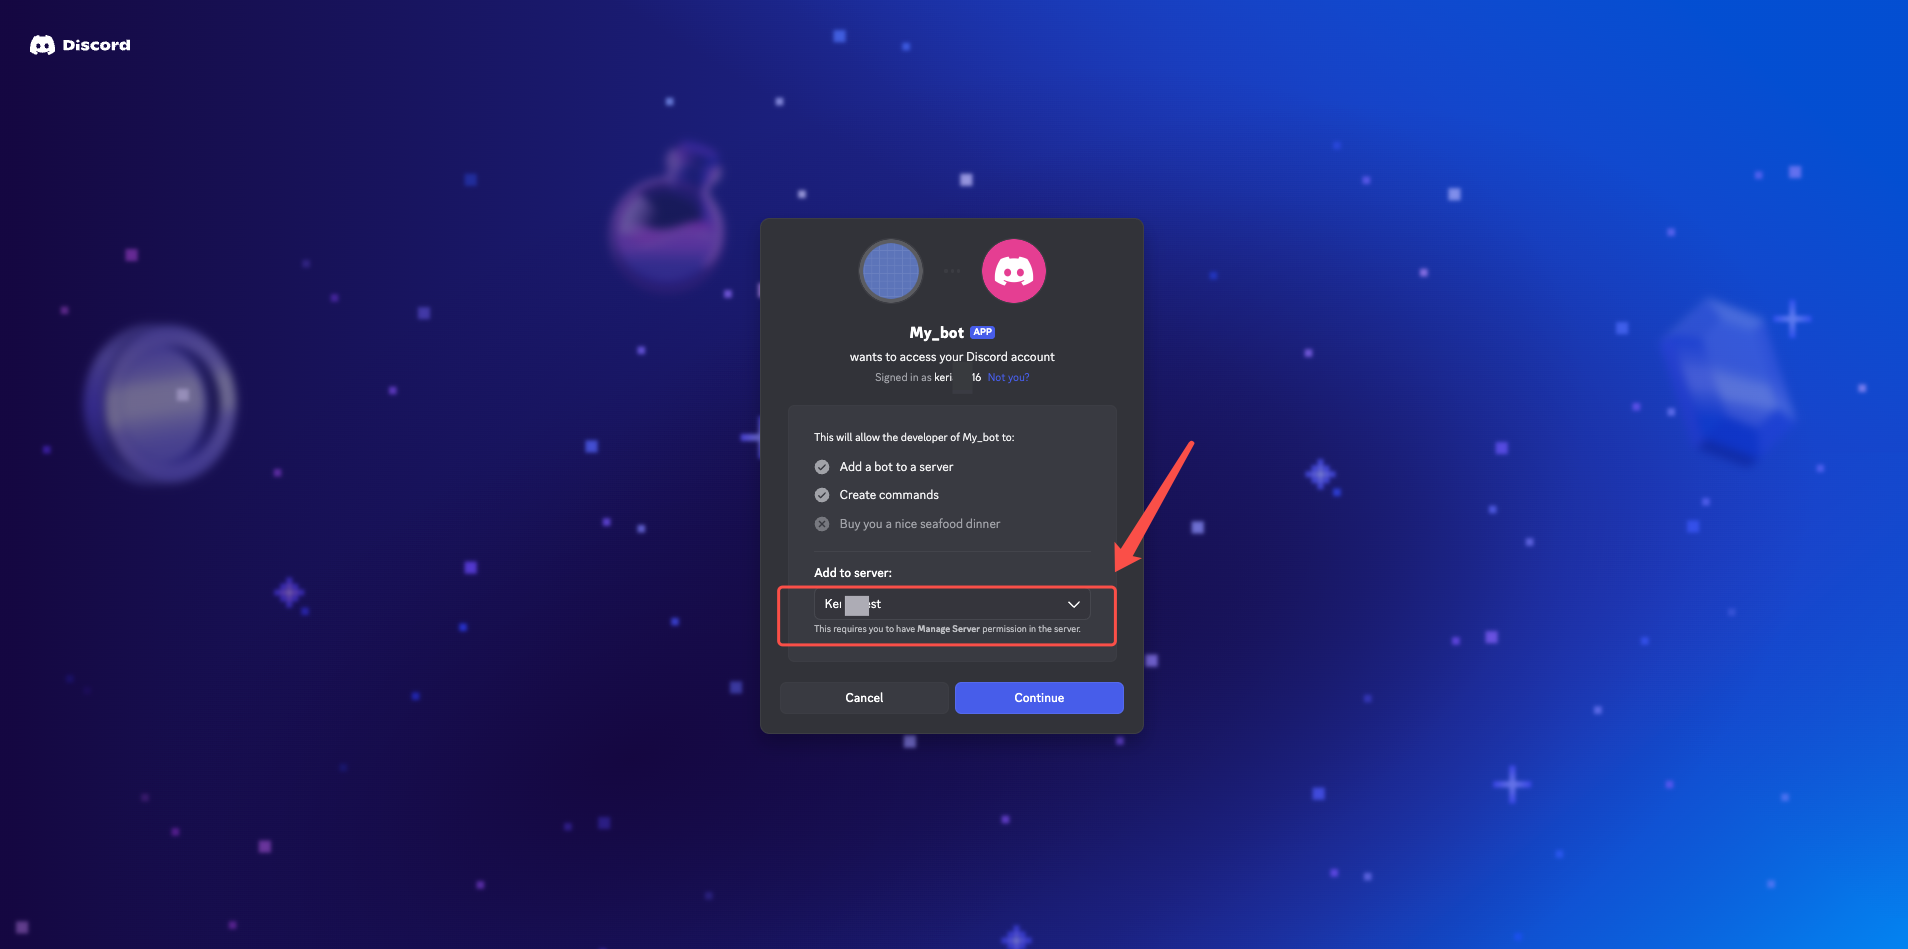 Discord
My_bot APP
wants to access your Discord account
Signed in as keri 16 Not you?
This will allow the developer of My_bot to:
Add a bot to a server
Create commands
Buy you a nice seafood dinner
Add to server:
Ke st
This requires you to have Manage Server permission in the server.
Cancel
Continue